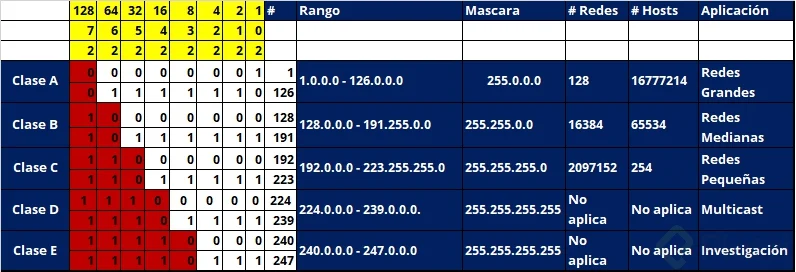 128 64 32 16 8 4 2 1 # Rango Mascara # Redes # Hosts Aplicación
7 6 5 4 3 2 1 0
2 2 2 2 2 2 2 2
Clase A 0 0 0 0 0 0 0 1 1 1.0.0.0 - 126.0.0.0 255.0.0.0 128 16777214 Redes
0 1 1 1 1 1 1 0 126 Grandes
Clase B 1 0 0 0 0 0 0 0 128 128.0.0.0 - 191.255.0.0 255.255.0.0 16384 65534 Redes
1 0 1 1 1 1 1 1 191 Medianas
Clase C 1 1 0 0 0 0 0 0 192 192.0.0.0 - 223.255.255.0 255.255.255.0 2097152 254 Redes
1 1 0 1 1 1 1 1 223 Pequeñas
Clase D 1 1 1 0 0 0 0 0 224 224.0.0.0 - 239.0.0.0. 255.255.255.255 No No aplica Multicast
1 1 1 0 1 1 1 1 239 aplica
Clase E 1 1 1 1 0 0 0 0 240 240.0.0.0 - 247.0.0.0 255.255.255.255 No No aplica Investigación
1 1 1 1 0 1 1 1 247 aplica